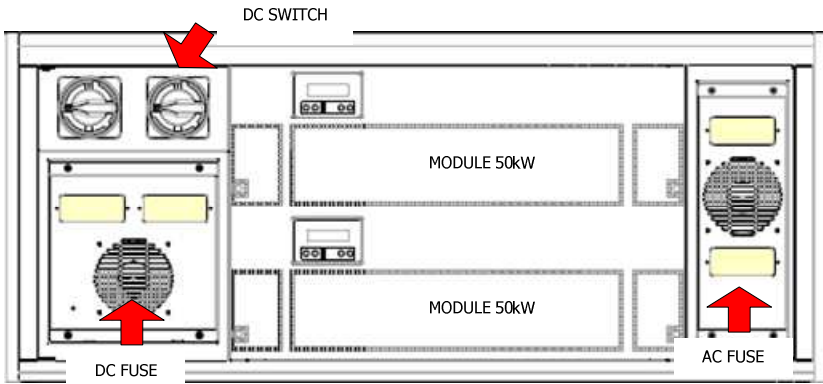 DC SWITCH
MODULE 50kW
MODULE 50kW
DC FUSE
AC FUSE